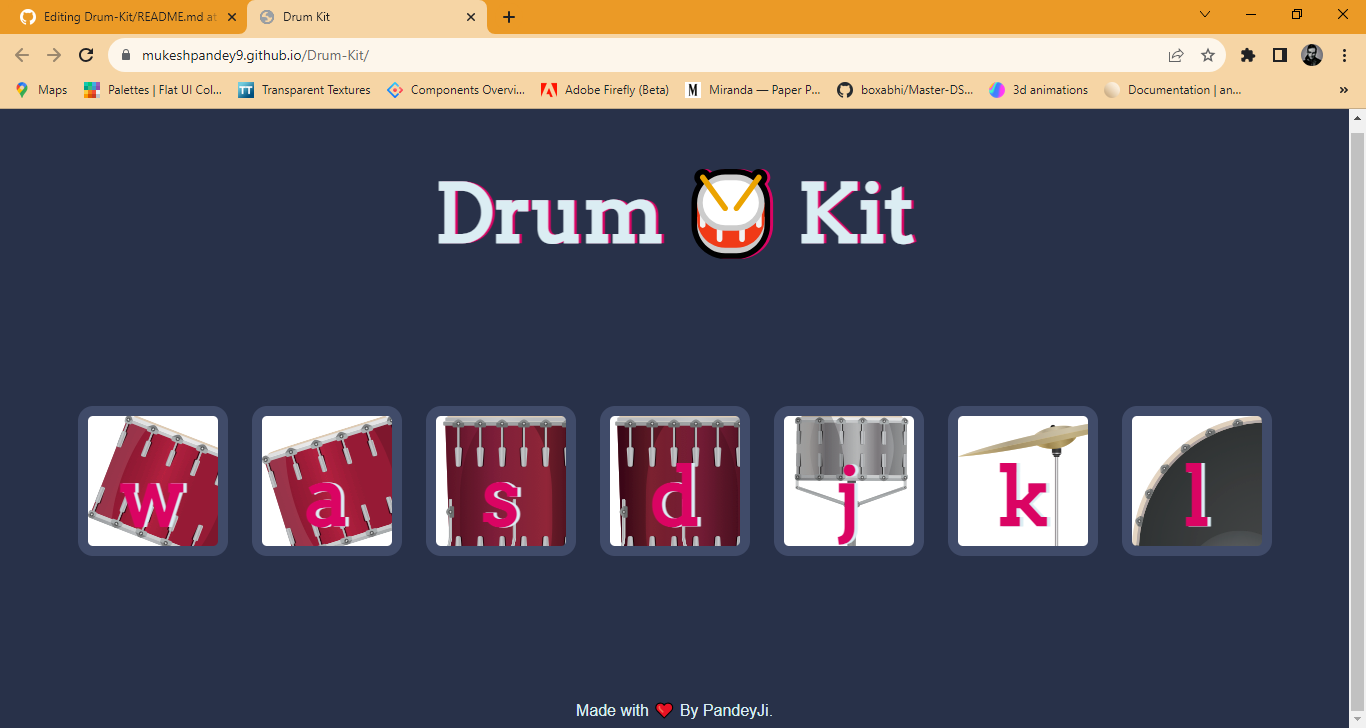 Editing Drum-Kit/README.md at
Drum Kit
mukeshpandey9.github.io/Drum-Kit/
Maps
Palettes | Flat UI Col...
TT
Transparent Textures
Components Overvi...
Adobe Firefly (Beta)
M
Miranda — Paper P...
boxabhi/Master-DS...
3d animations
Documentation | an...
»
Drum 🥁 Kit
w a s d j k l
Made with ❤️ By PandeyJi.